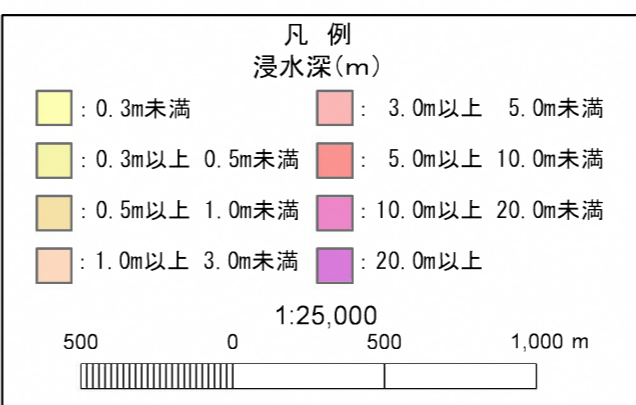 凡 例
浸水深(m)
: 0.3m未満
: 0.3m以上 0.5m未満
: 0.5m以上 1.0m未満
: 1.0m以上 3.0m未満
: 3.0m以上 5.0m未満
: 5.0m以上 10.0m未満
: 10.0m以上 20.0m未満
: 20.0m以上
1:25,000
500 0 500 1,000 m